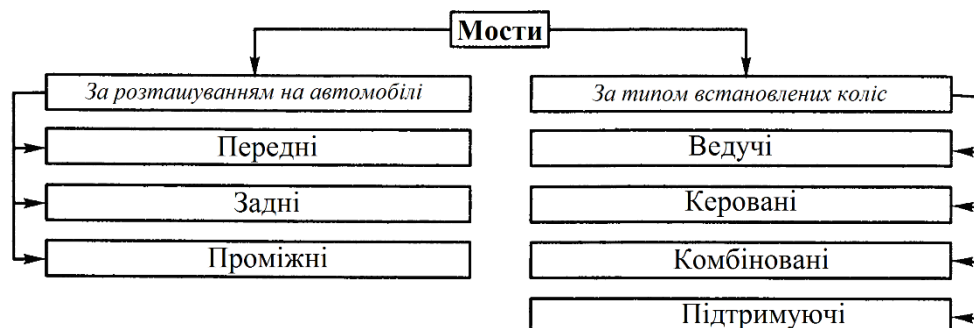 Мости
За розташуванням на автомобілі
Передні
Задні
Проміжні
За типом встановлених коліс
Ведучі
Керовані
Комбіновані
Підтримуючі